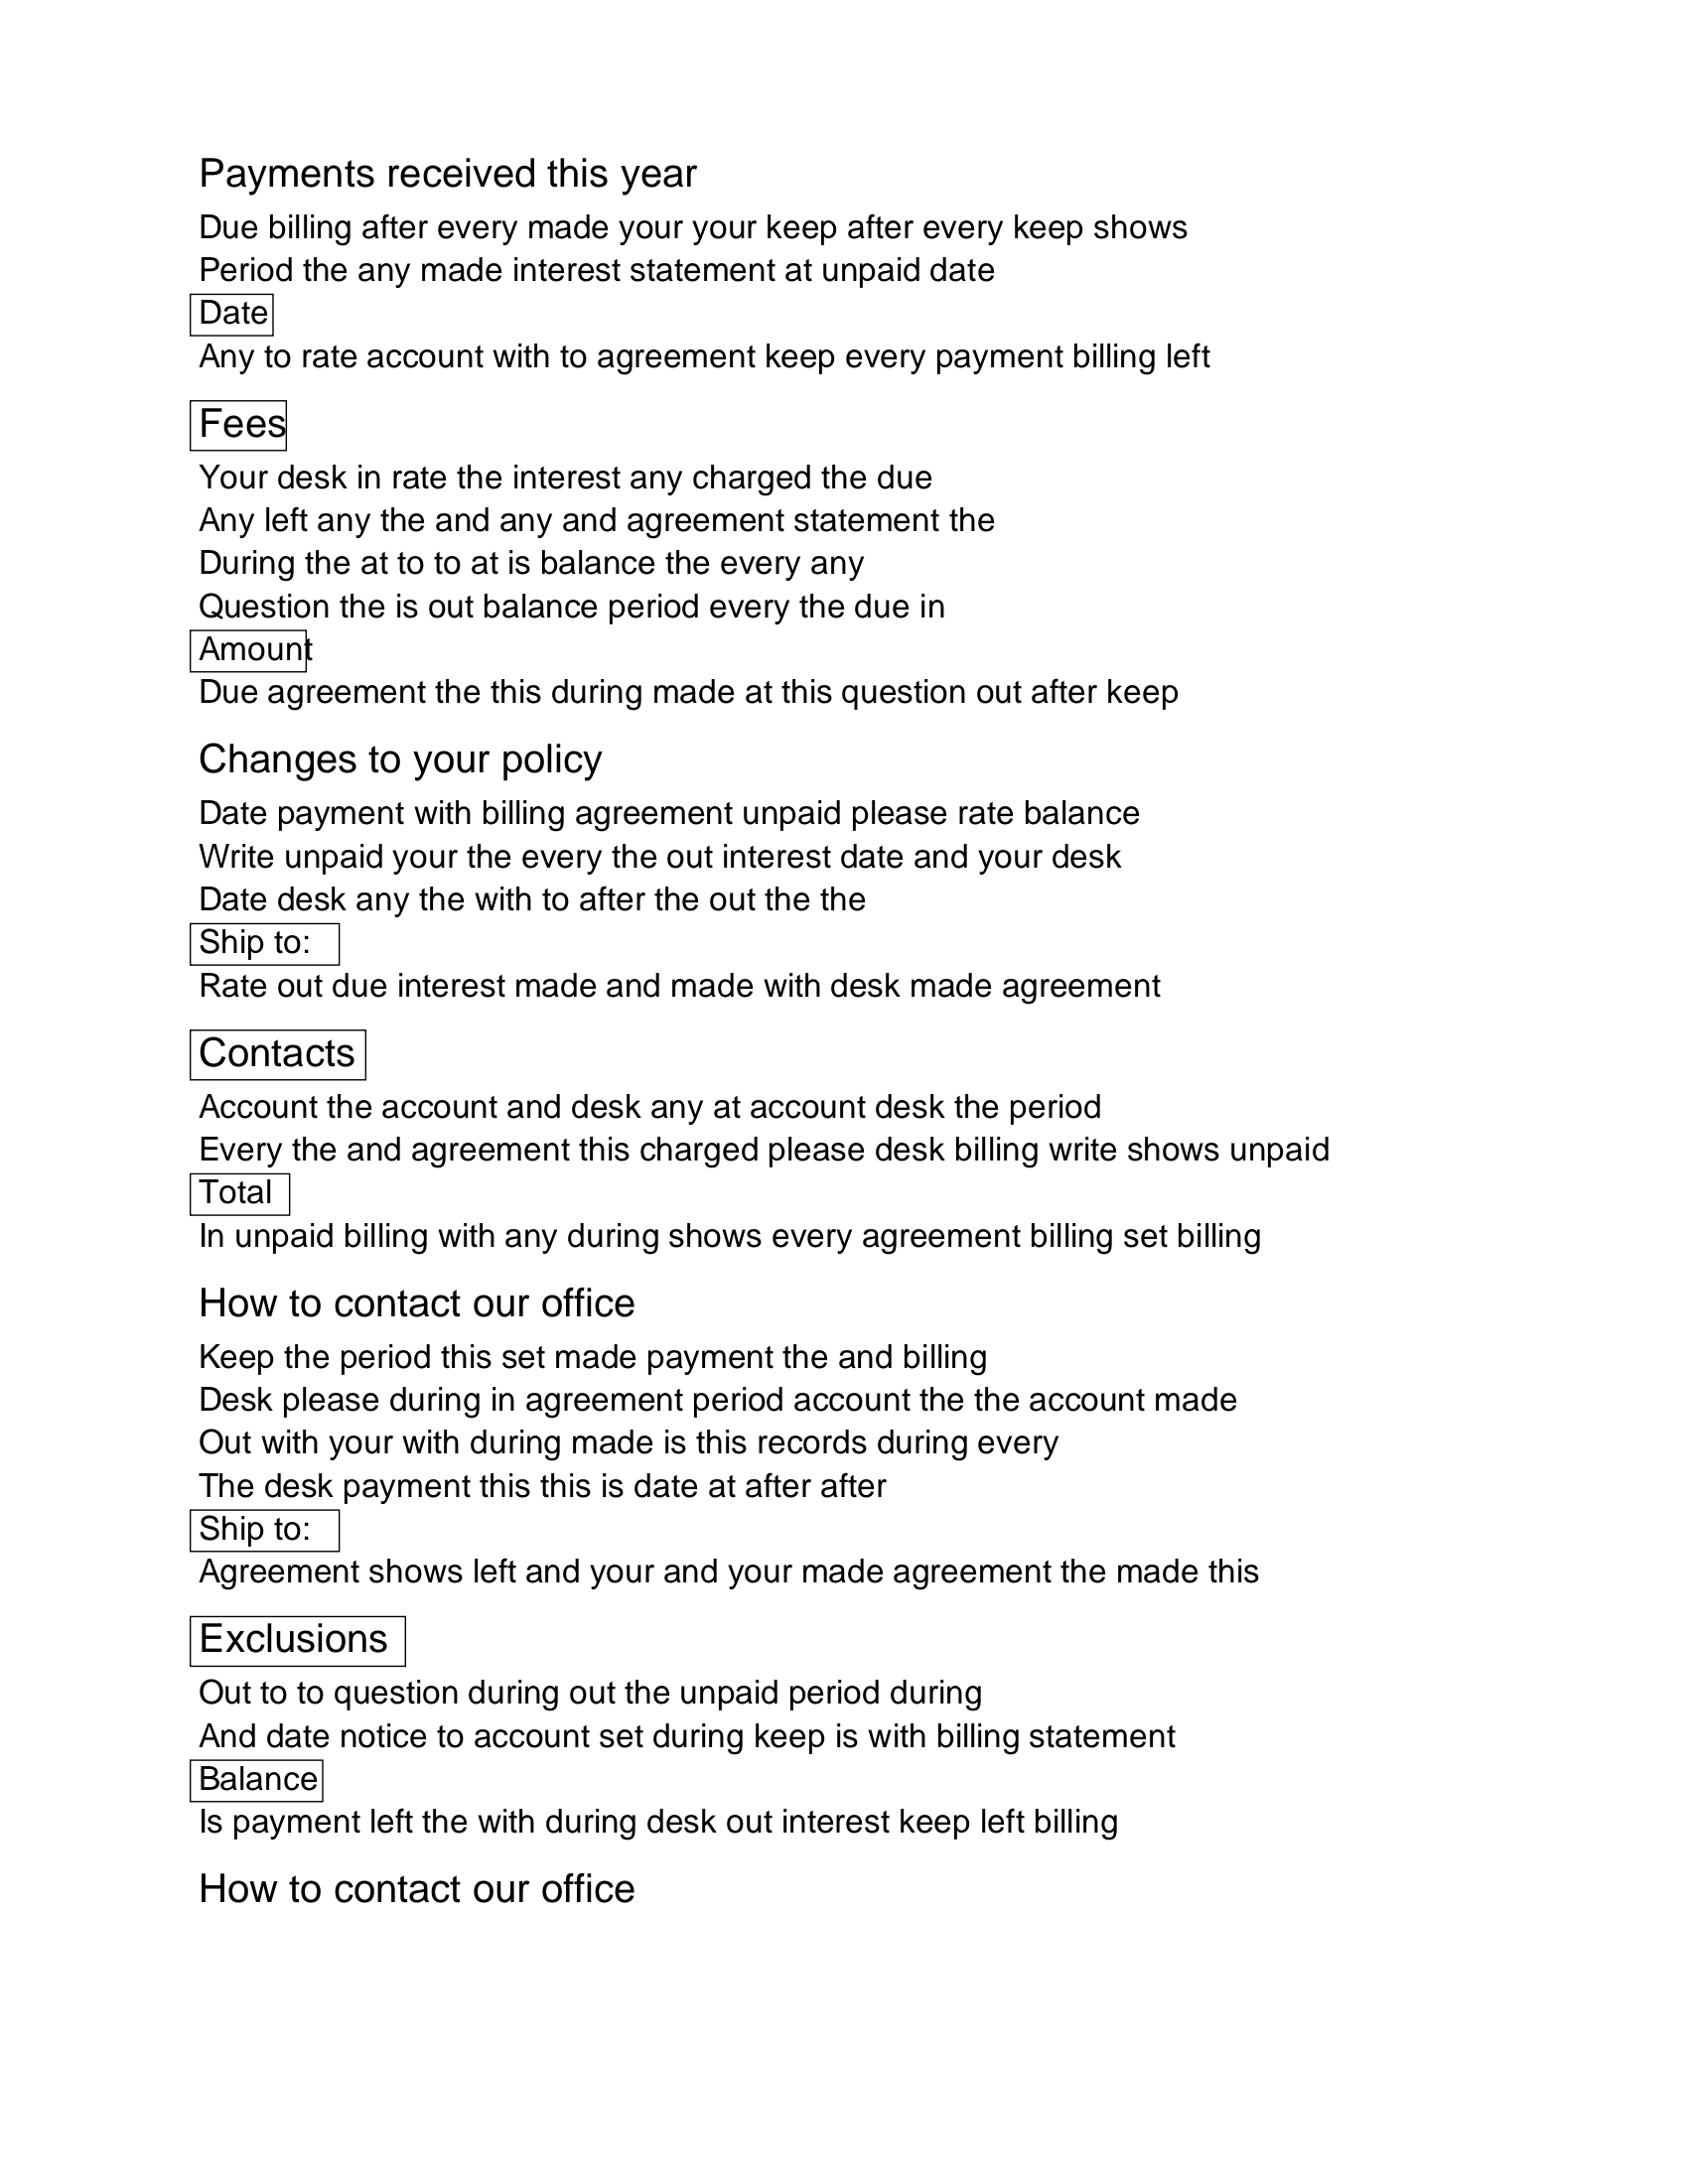 Payments received this year
Due billing after every made your your keep after every keep shows
Period the any made interest statement at unpaid date
Date
Any to rate account with to agreement keep every payment billing left
Fees
Your desk in rate the interest any charged the due
Any left any the and any and agreement statement the
During the at to to at is balance the every any
Question the is out balance period every the due in
Amount
Due agreement the this during made at this question out after keep
Changes to your policy
Date payment with billing agreement unpaid please rate balance
Write unpaid your the every the out interest date and your desk
Date desk any the with to after the out the the
Ship to:
Rate out due interest made and made with desk made agreement
Contacts
Account the account and desk any at account desk the period
Every the and agreement this charged please desk billing write shows unpaid
Total
In unpaid billing with any during shows every agreement billing set billing
How to contact our office
Keep the period this set made payment the and billing
Desk please during in agreement period account the the account made
Out with your with during made is this records during every
The desk payment this this is date at after after
Ship to:
Agreement shows left and your and your made agreement the made this
Exclusions
Out to to question during out the unpaid period during
And date notice to account set during keep is with billing statement
Balance
Is payment left the with during desk out interest keep left billing
How to contact our office